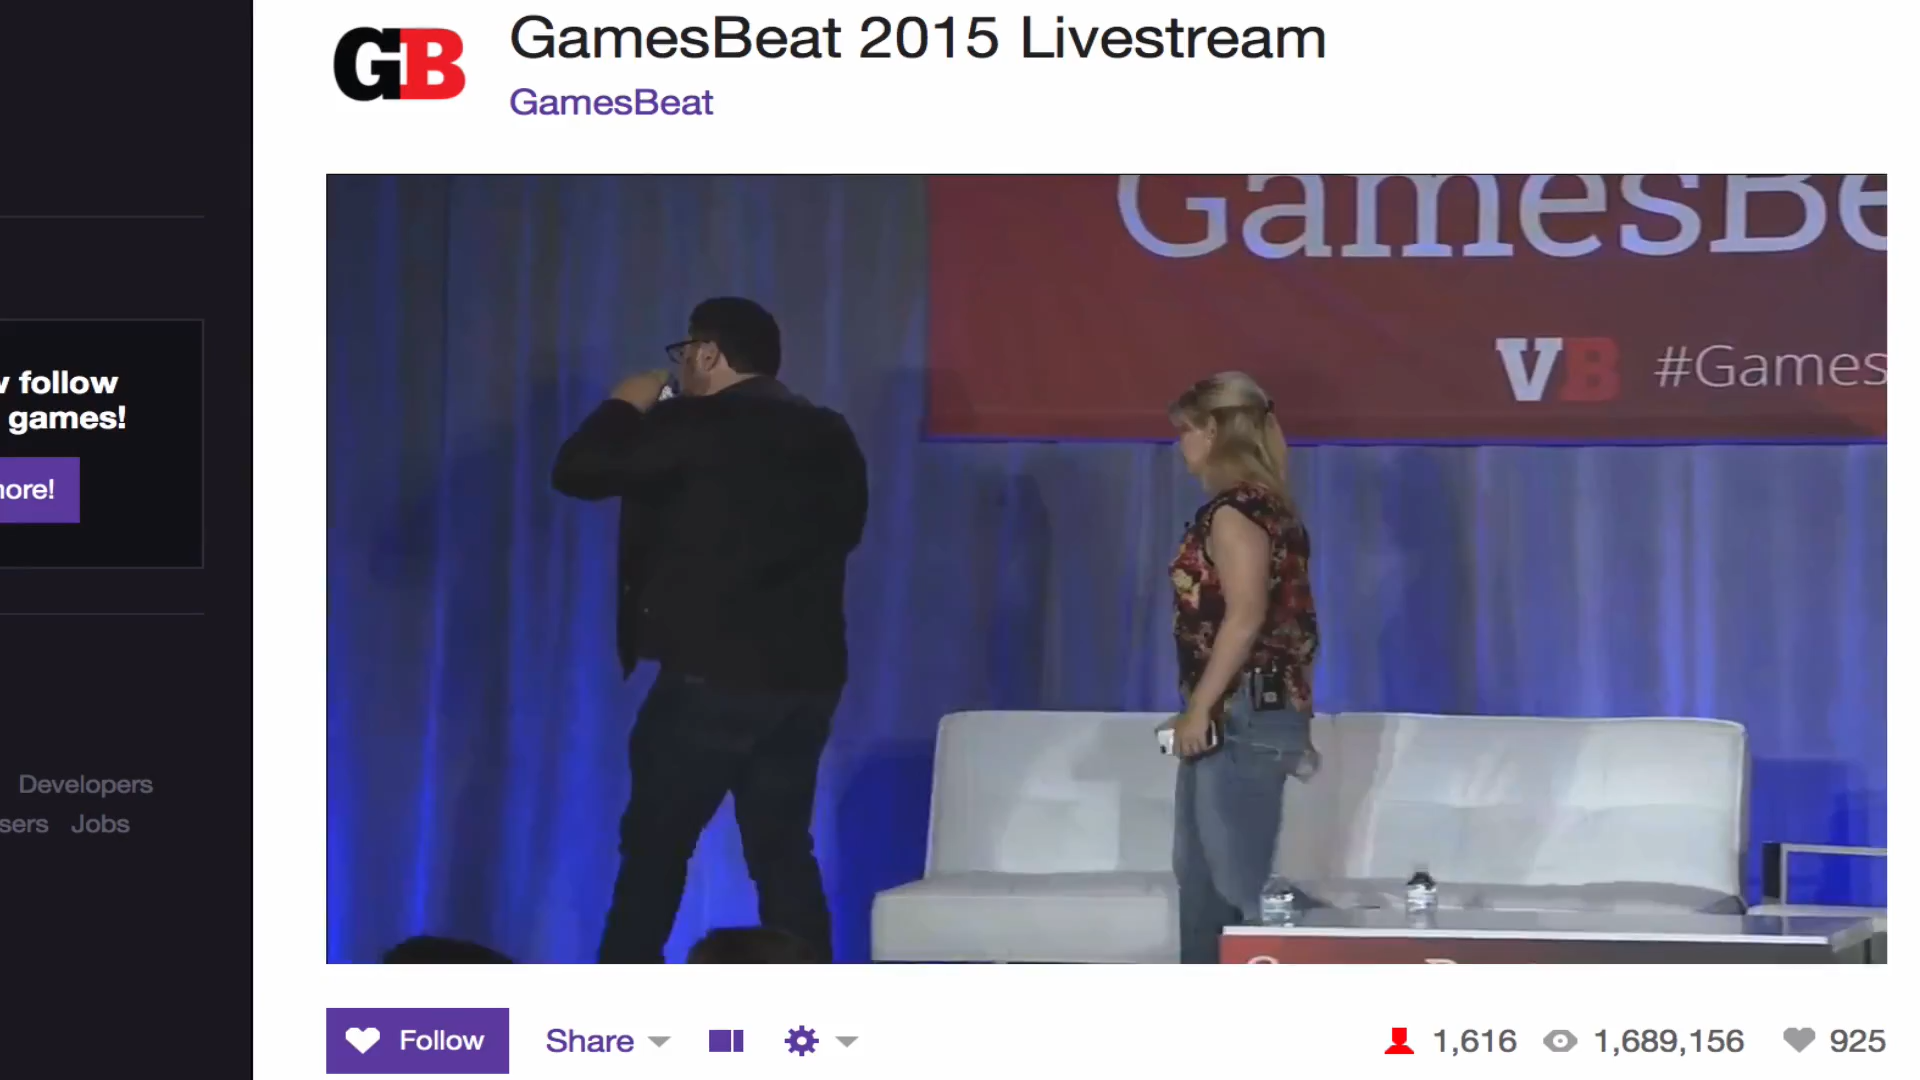 GB
GamesBeat 2015 Livestream
GamesBeat
GamesBe
VB #Games
follow
games!
ore!
Developers
sers Jobs
Follow
Share
1,616
1,689,156
925